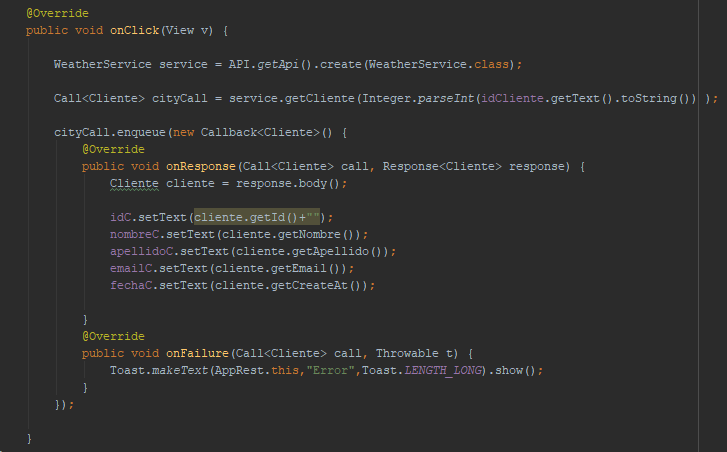 @Override
public void onClick(View v) {
WeatherService service = API.getApi().create(WeatherService.class);
Call<Cliente> cityCall = service.getCliente(Integer.parseInt(idCliente.getText().toString()) );
cityCall.enqueue(new Callback<Cliente>() {
@Override
public void onResponse(Call<Cliente> call, Response<Cliente> response) {
Cliente cliente = response.body();
idC.setText(cliente.getId()+"");
nombreC.setText(cliente.getNombre());
apellidoC.setText(cliente.getApellido());
emailC.setText(cliente.getEmail());
fechaC.setText(cliente.getCreateAt());
}
@Override
public void onFailure(Call<Cliente> call, Throwable t) {
Toast.makeText(AppRest.this,"Error",Toast.LENGTH_LONG).show();
}
});
}